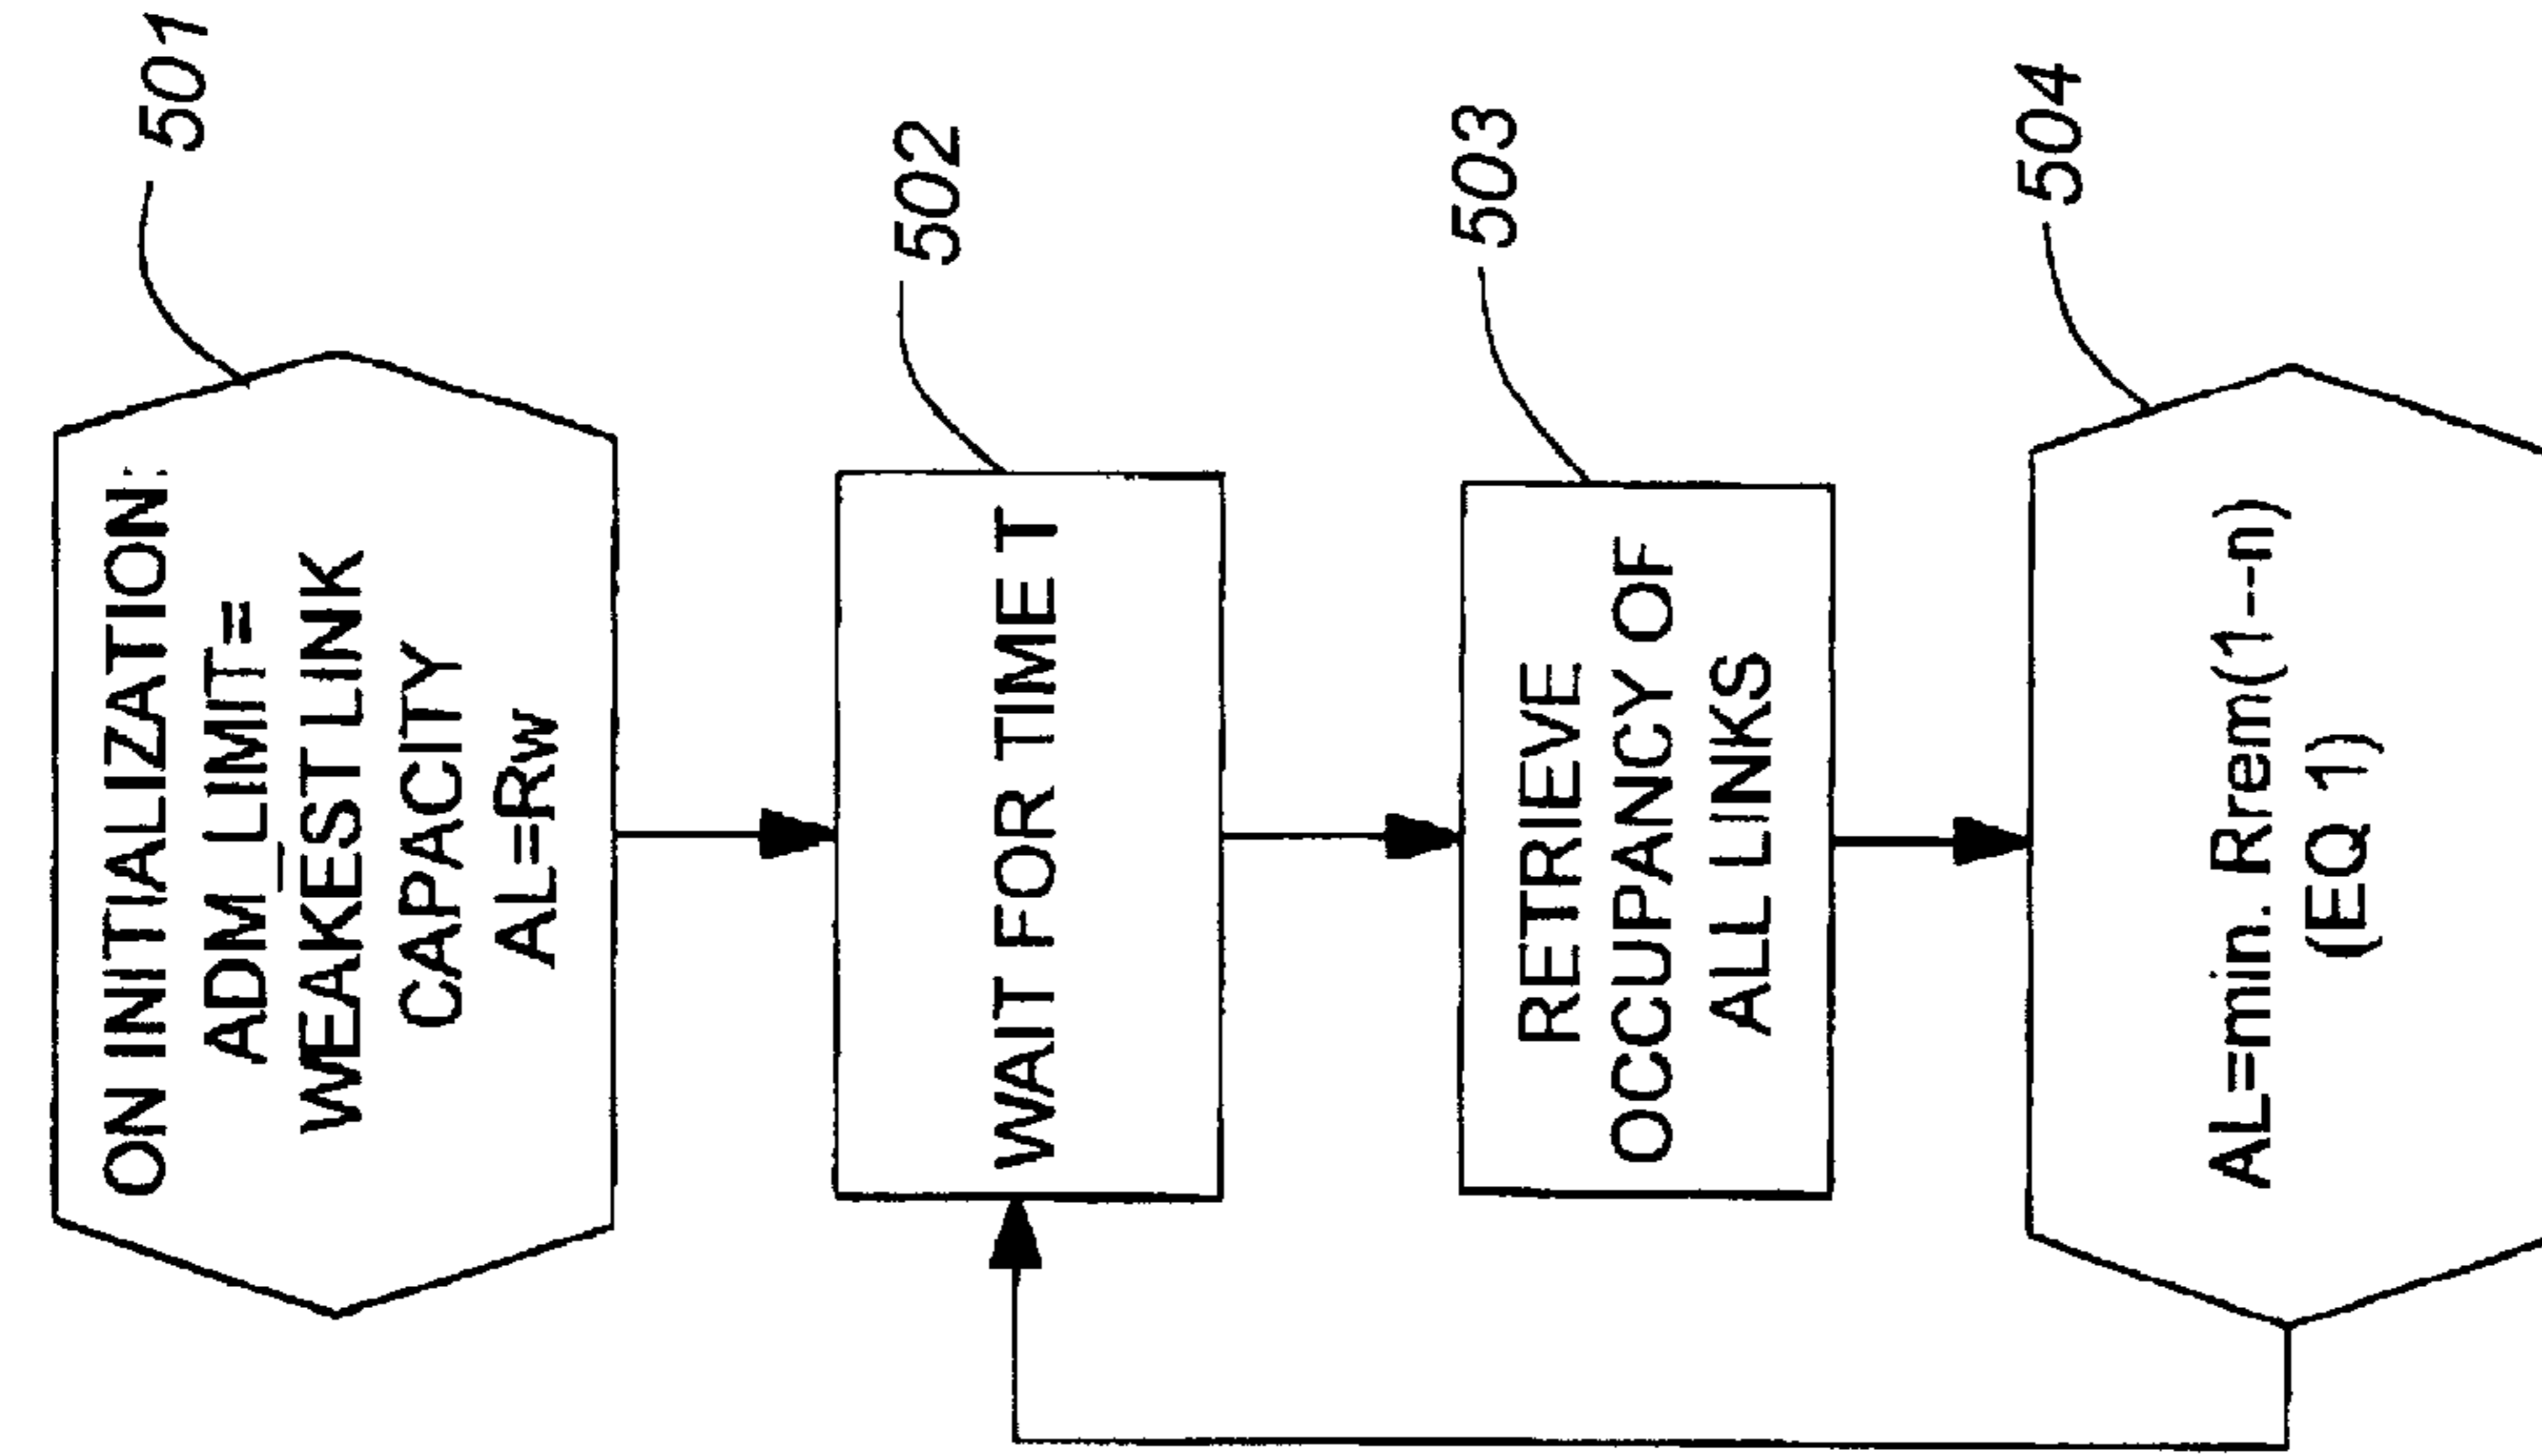 ON INITIALIZATION:
ADM_LIMIT=
WEAKEST LINK
CAPACITY
AL=Rw
501
WAIT FOR TIME T
502
RETRIEVE
OCCUPANCY OF
ALL LINKS
503
AL=min. Rrem(1--n)
(EQ 1)
504